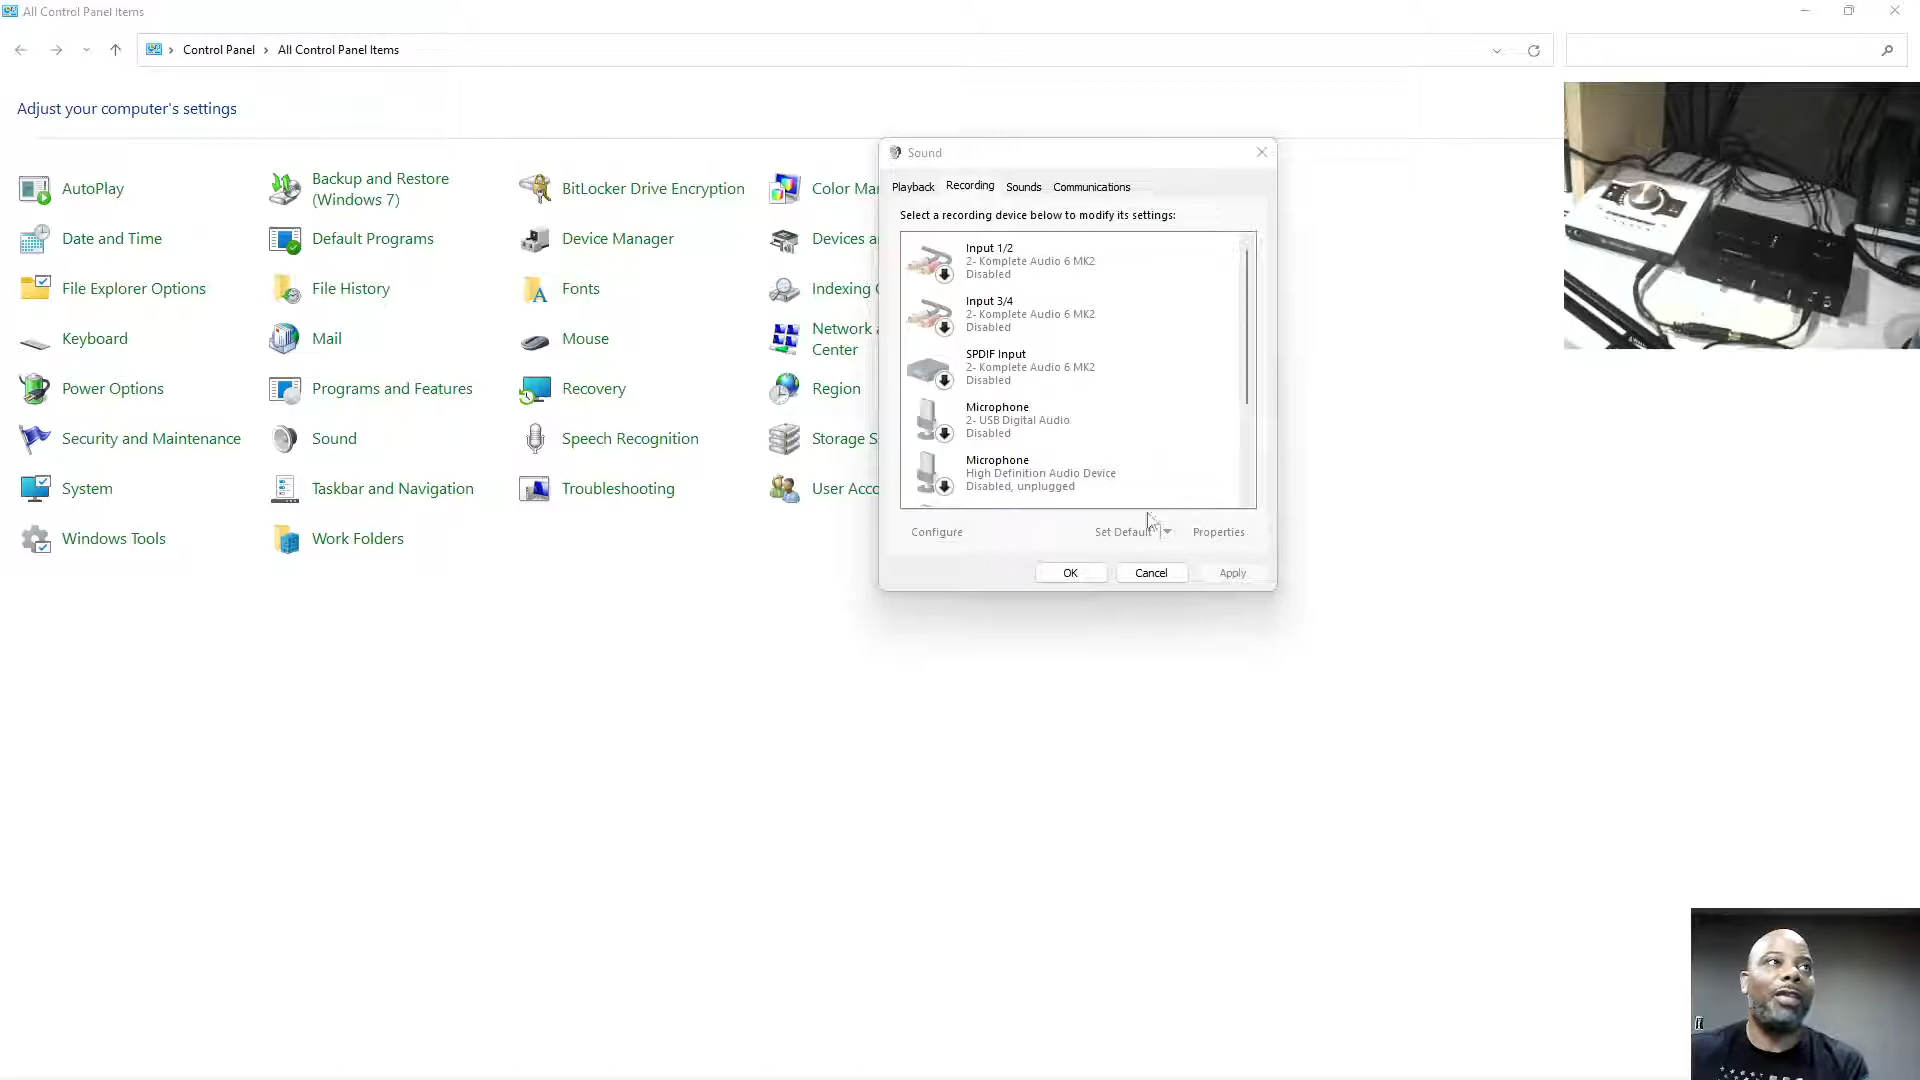 All Control Panel Items
Control Panel > All Control Panel Items
Adjust your computer's settings
AutoPlay
Backup and Restore
(Windows 7)
BitLocker Drive Encryption
Color Ma
Date and Time
Default Programs
Device Manager
Devices a
File Explorer Options
File History
Fonts
Indexing
Keyboard
Mail
Mouse
Network
Center
Power Options
Programs and Features
Recovery
Region
Security and Maintenance
Sound
Speech Recognition
Storage S
System
Taskbar and Navigation
Troubleshooting
User Acco
Windows Tools
Work Folders
Sound
Playback Recording Sounds Communications
Select a recording device below to modify its settings:
Input 1/2
2- Komplete Audio 6 MK2
Disabled
Input 3/4
2- Komplete Audio 6 MK2
Disabled
SPDIF Input
2- Komplete Audio 6 MK2
Disabled
Microphone
2- USB Digital Audio
Disabled
Microphone
High Definition Audio Device
Disabled, unplugged
Configure Set Default Properties
OK Cancel Apply